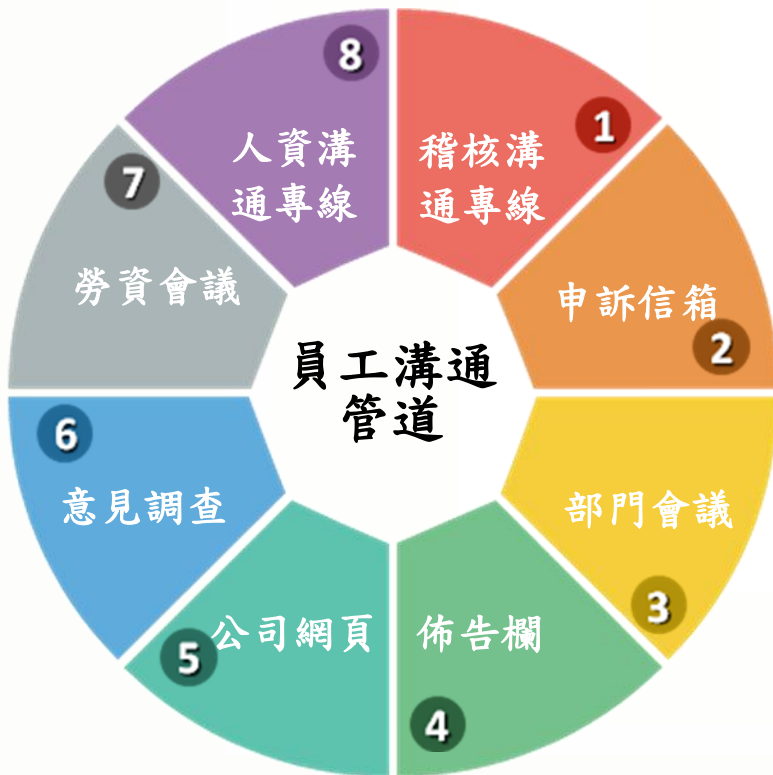 員工溝通
管道
1
稽核溝
通專線
2
申訴信箱
3
部門會議
4
佈告欄
5
公司網頁
6
意見調查
7
勞資會議
8
人資溝
通專線